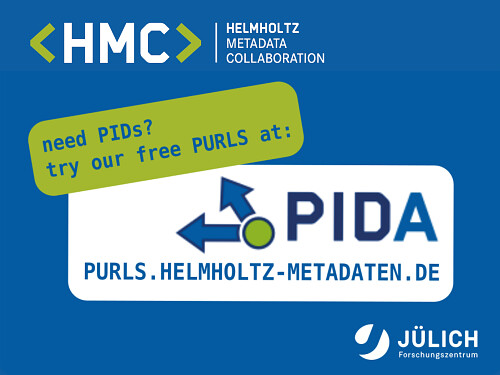 <HMC>
HELMHOLTZ
METADATA
COLLABORATION
need PIDs?
try our free PURLS at:
PIDA
PURLS.HELMHOLTZ-METADATEN.DE
JÜLICH
Forschungszentrum